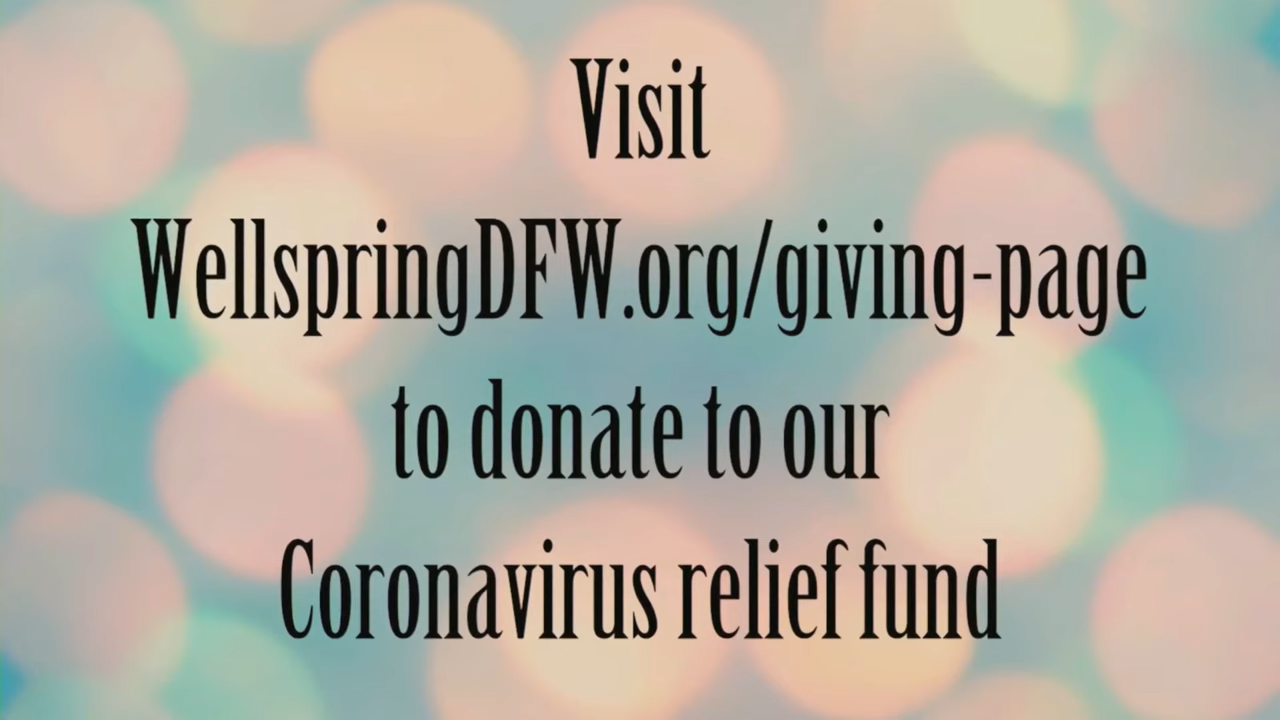 Visit
WellspringDFW.org/giving-page
to donate to our
Coronavirus relief fund